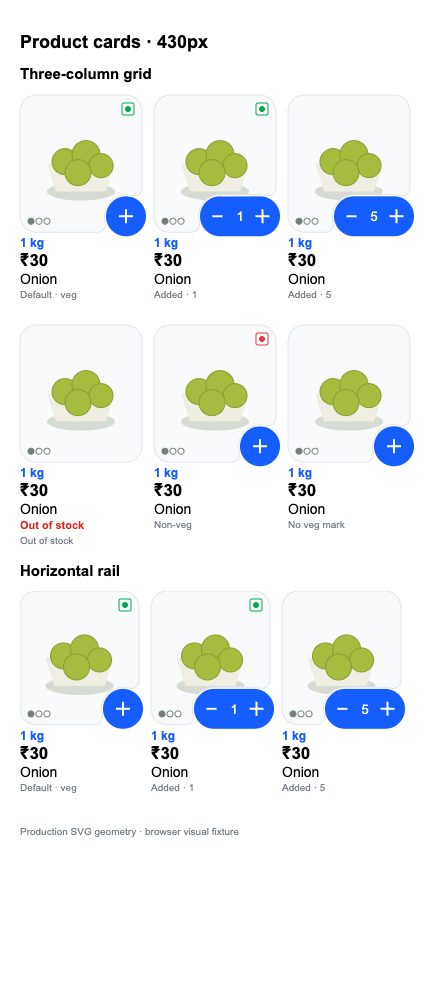 Product cards · 430px
Three-column grid
1 5
1 kg 1 kg 1 kg
₹30 ₹30 ₹30
Onion Onion Onion
Default · veg Added · 1 Added · 5
1 kg 1 kg 1 kg
₹30 ₹30 ₹30
Onion Onion Onion
Out of stock Non-veg No veg mark
Out of stock
Horizontal rail
1 5
1 kg 1 kg 1 kg
₹30 ₹30 ₹30
Onion Onion Onion
Default · veg Added · 1 Added · 5
Production SVG geometry · browser visual fixture